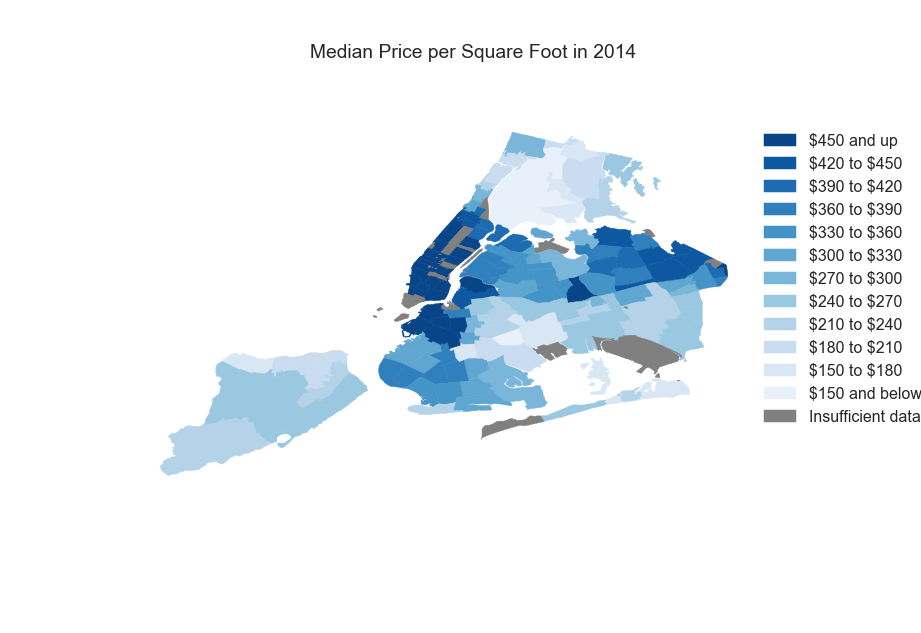 Median Price per Square Foot in 2014
$450 and up
$420 to $450
$390 to $420
$360 to $390
$330 to $360
$300 to $330
$270 to $300
$240 to $270
$210 to $240
$180 to $210
$150 to $180
$150 and below
Insufficient data